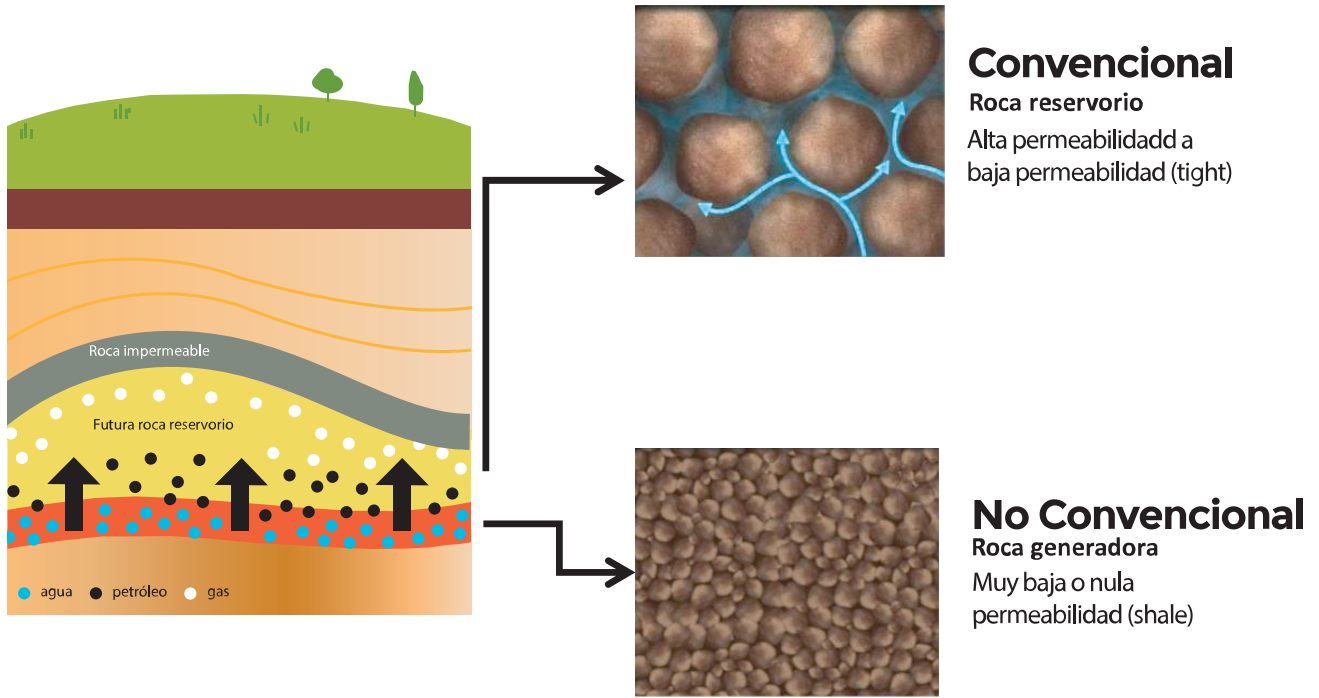 Roca impermeable
Futura roca reservorio
agua
petróleo
gas
Convencional
Roca reservorio
Alta permeabilidadd a
baja permeabilidad (tight)
No Convencional
Roca generadora
Muy baja o nula
permeabilidad (shale)